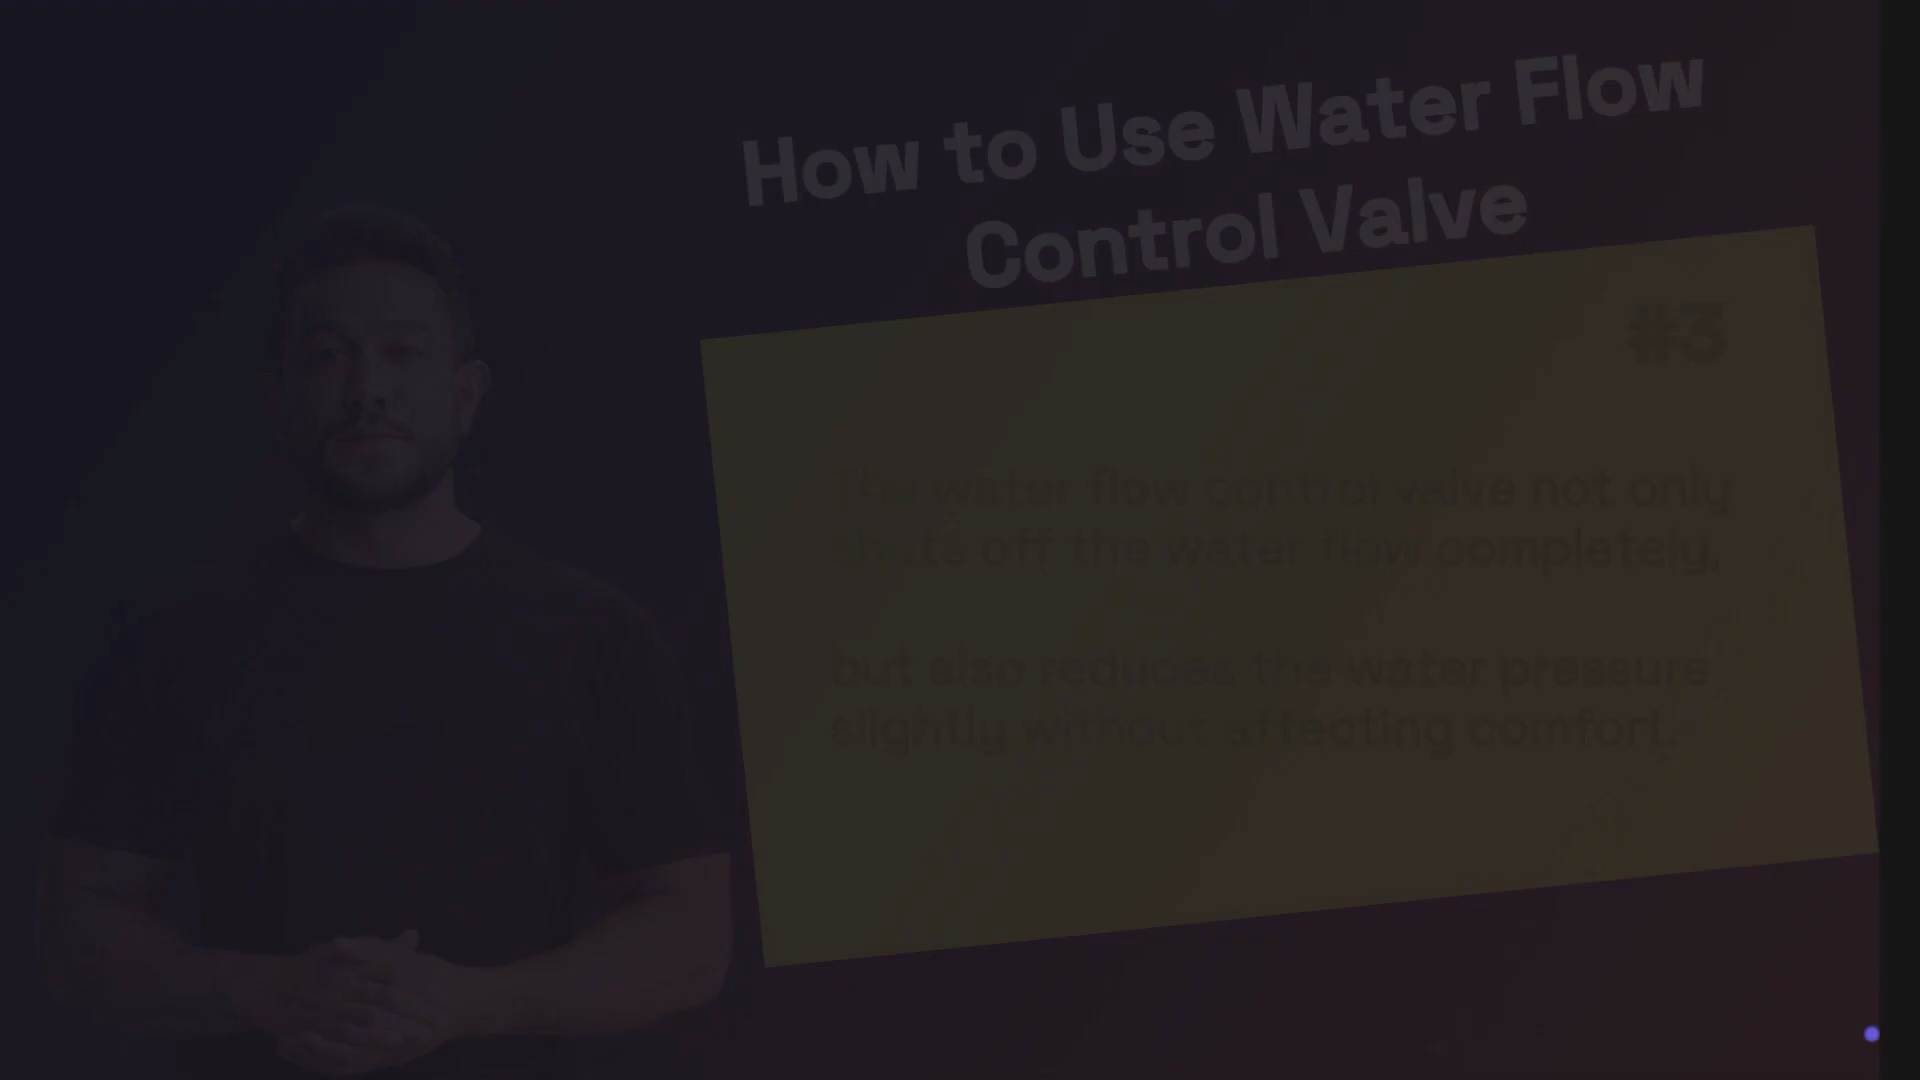 How to Use Water Flow
Control Valve
#3
The water flow control valve not only
shuts off the water flow completely,
but also reduces the water pressure
slightly without affecting comfort.